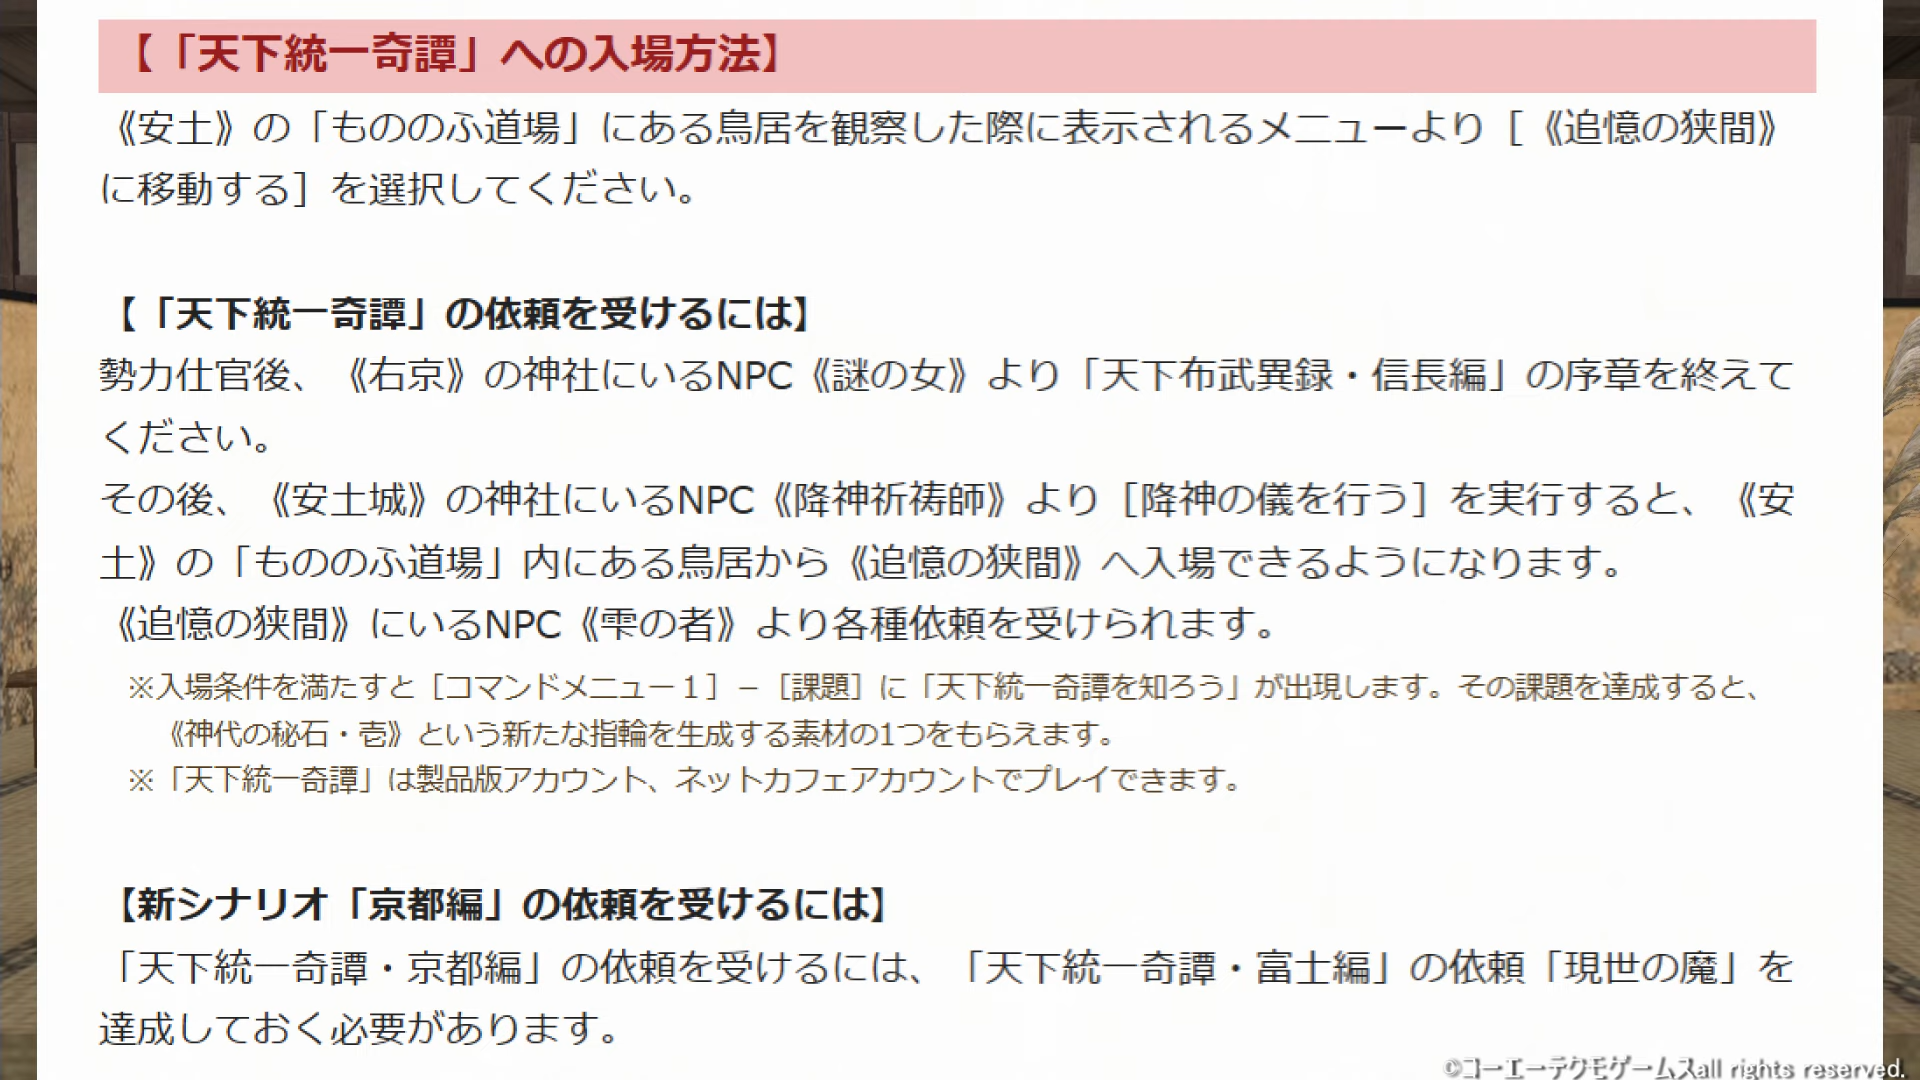 【「天下統一奇譚」への入場方法】
《安土》の「もののふ道場」にある鳥居を観察した際に表示されるメニューより［《追憶の狭間》
に移動する］を選択してください。
【「天下統一奇譚」の依頼を受けるには】
勢力仕官後、《右京》の神社にいるNPC《謎の女》より「天下布武異録・信長編」の序章を終えて
ください。
その後、《安土城》の神社にいるNPC《降神祈祷師》より［降神の儀を行う］を実行すると、《安
土》の「もののふ道場」内にある鳥居から《追憶の狭間》へ入場できるようになります。
《追憶の狭間》にいるNPC《雫の者》より各種依頼を受けられます。
※入場条件を満たすと［コマンドメニュー１］－［課題］に「天下統一奇譚を知ろう」が出現します。その課題を達成すると、
《神代の秘石・壱》という新たな指輪を生成する素材の1つをもらえます。
※「天下統一奇譚」は製品版アカウント、ネットカフェアカウントでプレイできます。
【新シナリオ「京都編」の依頼を受けるには】
「天下統一奇譚・京都編」の依頼を受けるには、「天下統一奇譚・富士編」の依頼「現世の魔」を
達成しておく必要があります。
©コーエーテクモゲームスall rights reserved.